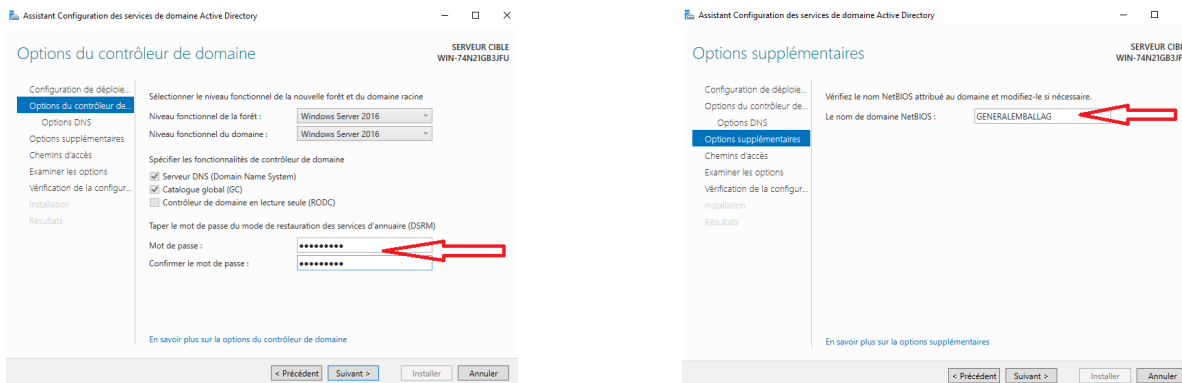 Assistant Configuration des services de domaine Active Directory
Options du contrôleur de domaine
SERVEUR CIBLE
WIN-74N21GB3JFU
Configuration de déploie...
Options du contrôleur de...
Options DNS
Options supplémentaires
Chemins d'accès
Examiner les options
Vérification de la configur...
Installation
Résultats
Sélectionner le niveau fonctionnel de la nouvelle forêt et du domaine racine
Niveau fonctionnel de la forêt :
Windows Server 2016
Niveau fonctionnel du domaine :
Windows Server 2016
Spécifier les fonctionnalités de contrôleur de domaine
Serveur DNS (Domain Name System)
Catalogue global (GC)
Contrôleur de domaine en lecture seule (RODC)
Taper le mot de passe du mode de restauration des services d'annuaire (DSRM)
Mot de passe :
•••••••••
Confirmer le mot de passe :
•••••••••
En savoir plus sur la options du contrôleur de domaine
< Précédent
Suivant >
Installer
Annuler
Assistant Configuration des services de domaine Active Directory
Options supplémentaires
SERVEUR CIBL
WIN-74N21GB3JF
Configuration de déploie...
Options du contrôleur de...
Options DNS
Options supplémentaires
Chemins d'accès
Examiner les options
Vérification de la configur...
Installation
Résultats
Vérifiez le nom NetBIOS attribué au domaine et modifiez-le si nécessaire.
Le nom de domaine NetBIOS :
GENERALEMBALLAG
En savoir plus sur la options supplémentaires
< Précédent
Suivant >
Installer
Annuler